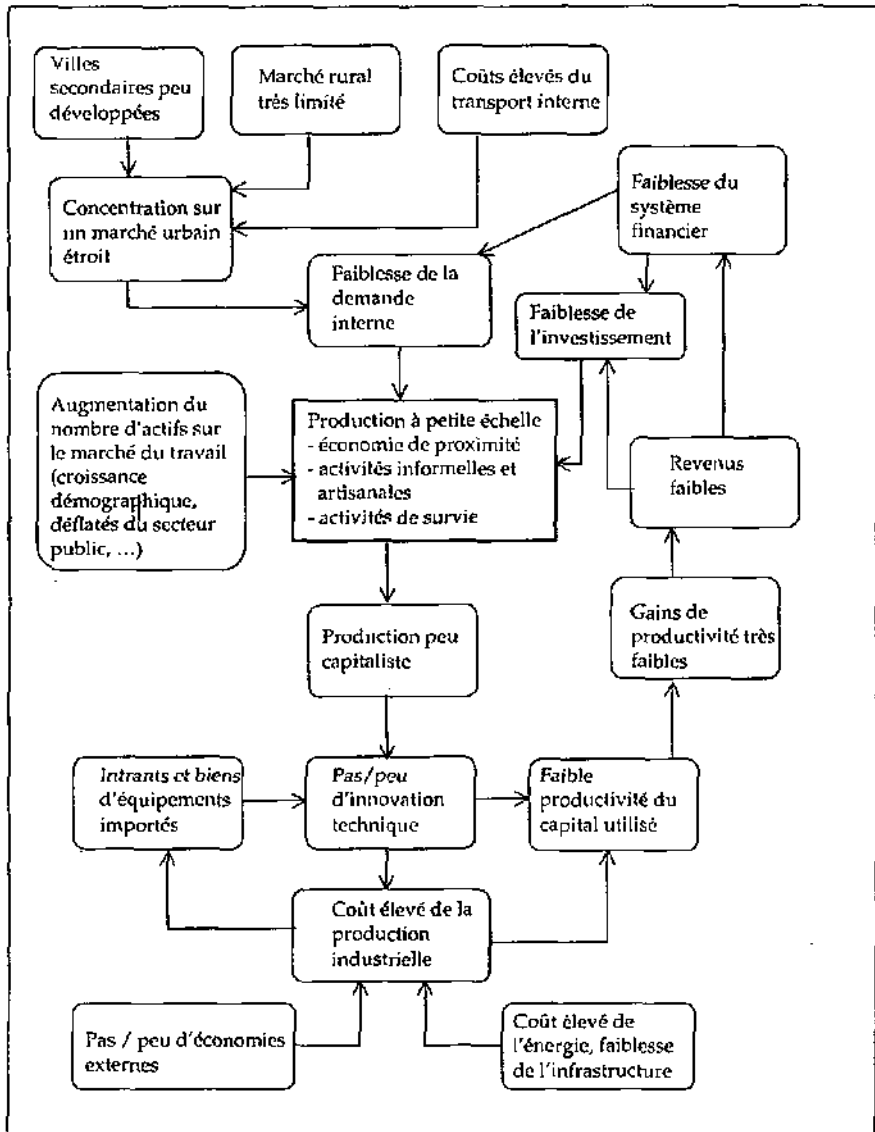 Villes
secondaires peu
développées
Marché rural
très limité
Coûts élevés du
transport interne
Concentration sur
un marché urbain
étroit
Faiblesse du
système
financier
Faiblesse de la
demande
interne
Faiblesse de
l'investissement
Augmentation du
nombre d'actifs sur
le marché du travail
(croissance
démographique,
déflatés du secteur
public, ...)
Production à petite échelle
- économie de proximité
- activités informelles et
artisanales
- activités de survie
Revenus
faibles
Production peu
capitaliste
Gains de
productivité très
faibles
Intrants et biens
d'équipements
importés
Pas/peu
d'innovation
technique
Faible
productivité du
capital utilisé
Coût élevé de la
production
industrielle
Pas / peu d'économies
externes
Coût élevé de
l'énergie, faiblesse
de l'infrastructure